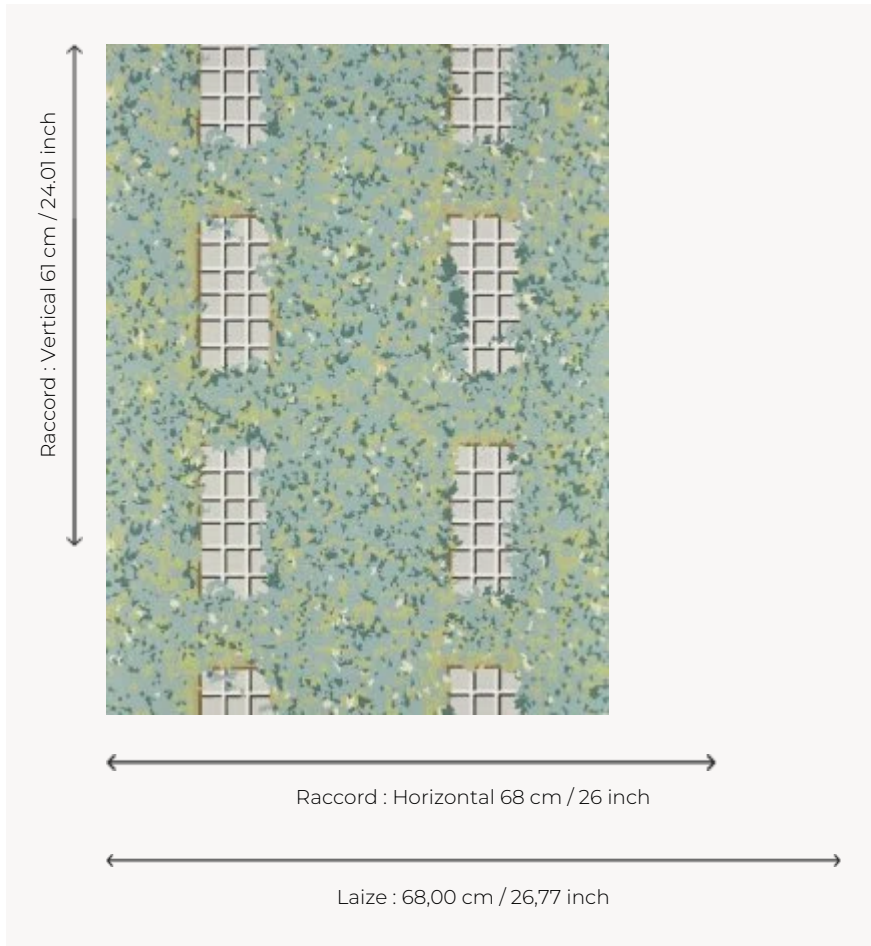 Raccord : Vertical 61 cm / 24.01 inch
Raccord : Horizontal 68 cm / 26 inch
Laize : 68,00 cm / 26,77 inch